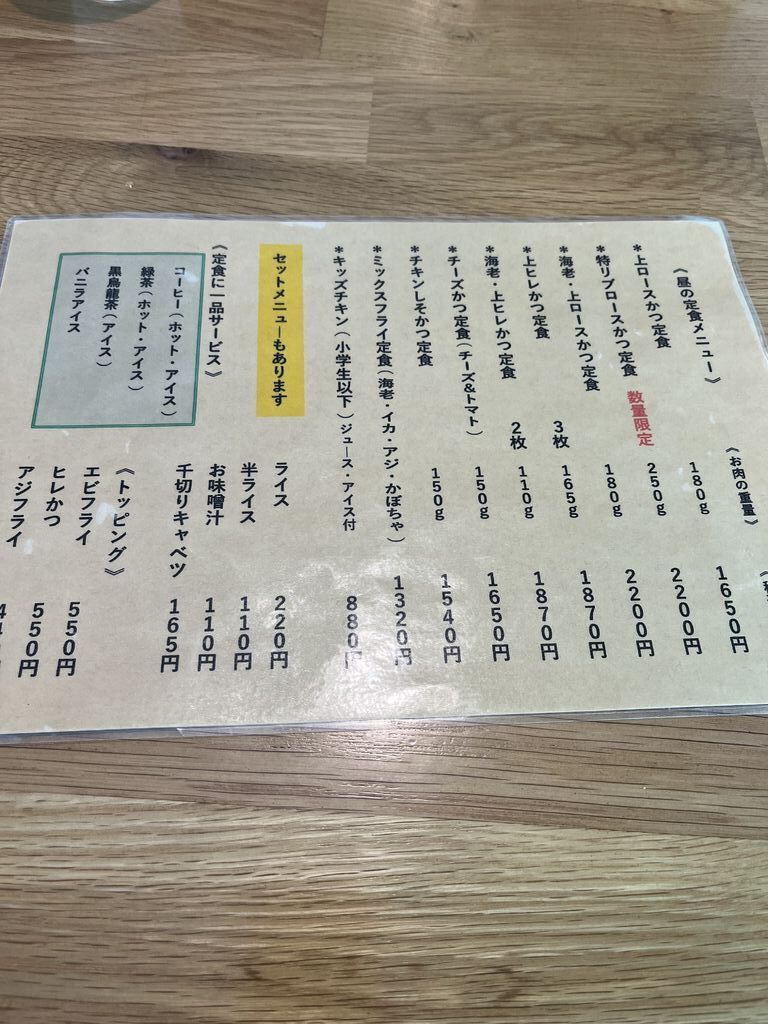 《昼の定食メニュー》 《お肉の重量》
*上ロースかつ定食 180g 1650円
*特リブロースかつ定食 数量限定 250g 2200円
*海老・上ロースかつ定食 180g 2200円
*上ヒレかつ定食 3枚 165g 1870円
*海老・上ヒレかつ定食 2枚 110g 1870円
*チーズかつ定食(チーズ&トマト) 150g 1650円
*チキンしそかつ定食 150g 1540円
*ミックスフライ定食(海老・イカ・アジ・かぼちゃ) 1320円
*キッズチキン(小学生以下)ジュース・アイス付 880円
セットメニューもあります
《定食に一品サービス》
コーヒー(ホット・アイス)
緑茶(ホット・アイス)
黒烏龍茶(アイス)
バニラアイス
ライス 220円
半ライス 110円
お味噌汁 110円
千切りキャベツ 165円
《トッピング》
エビフライ 550円
ヒレかつ 550円
アジフライ